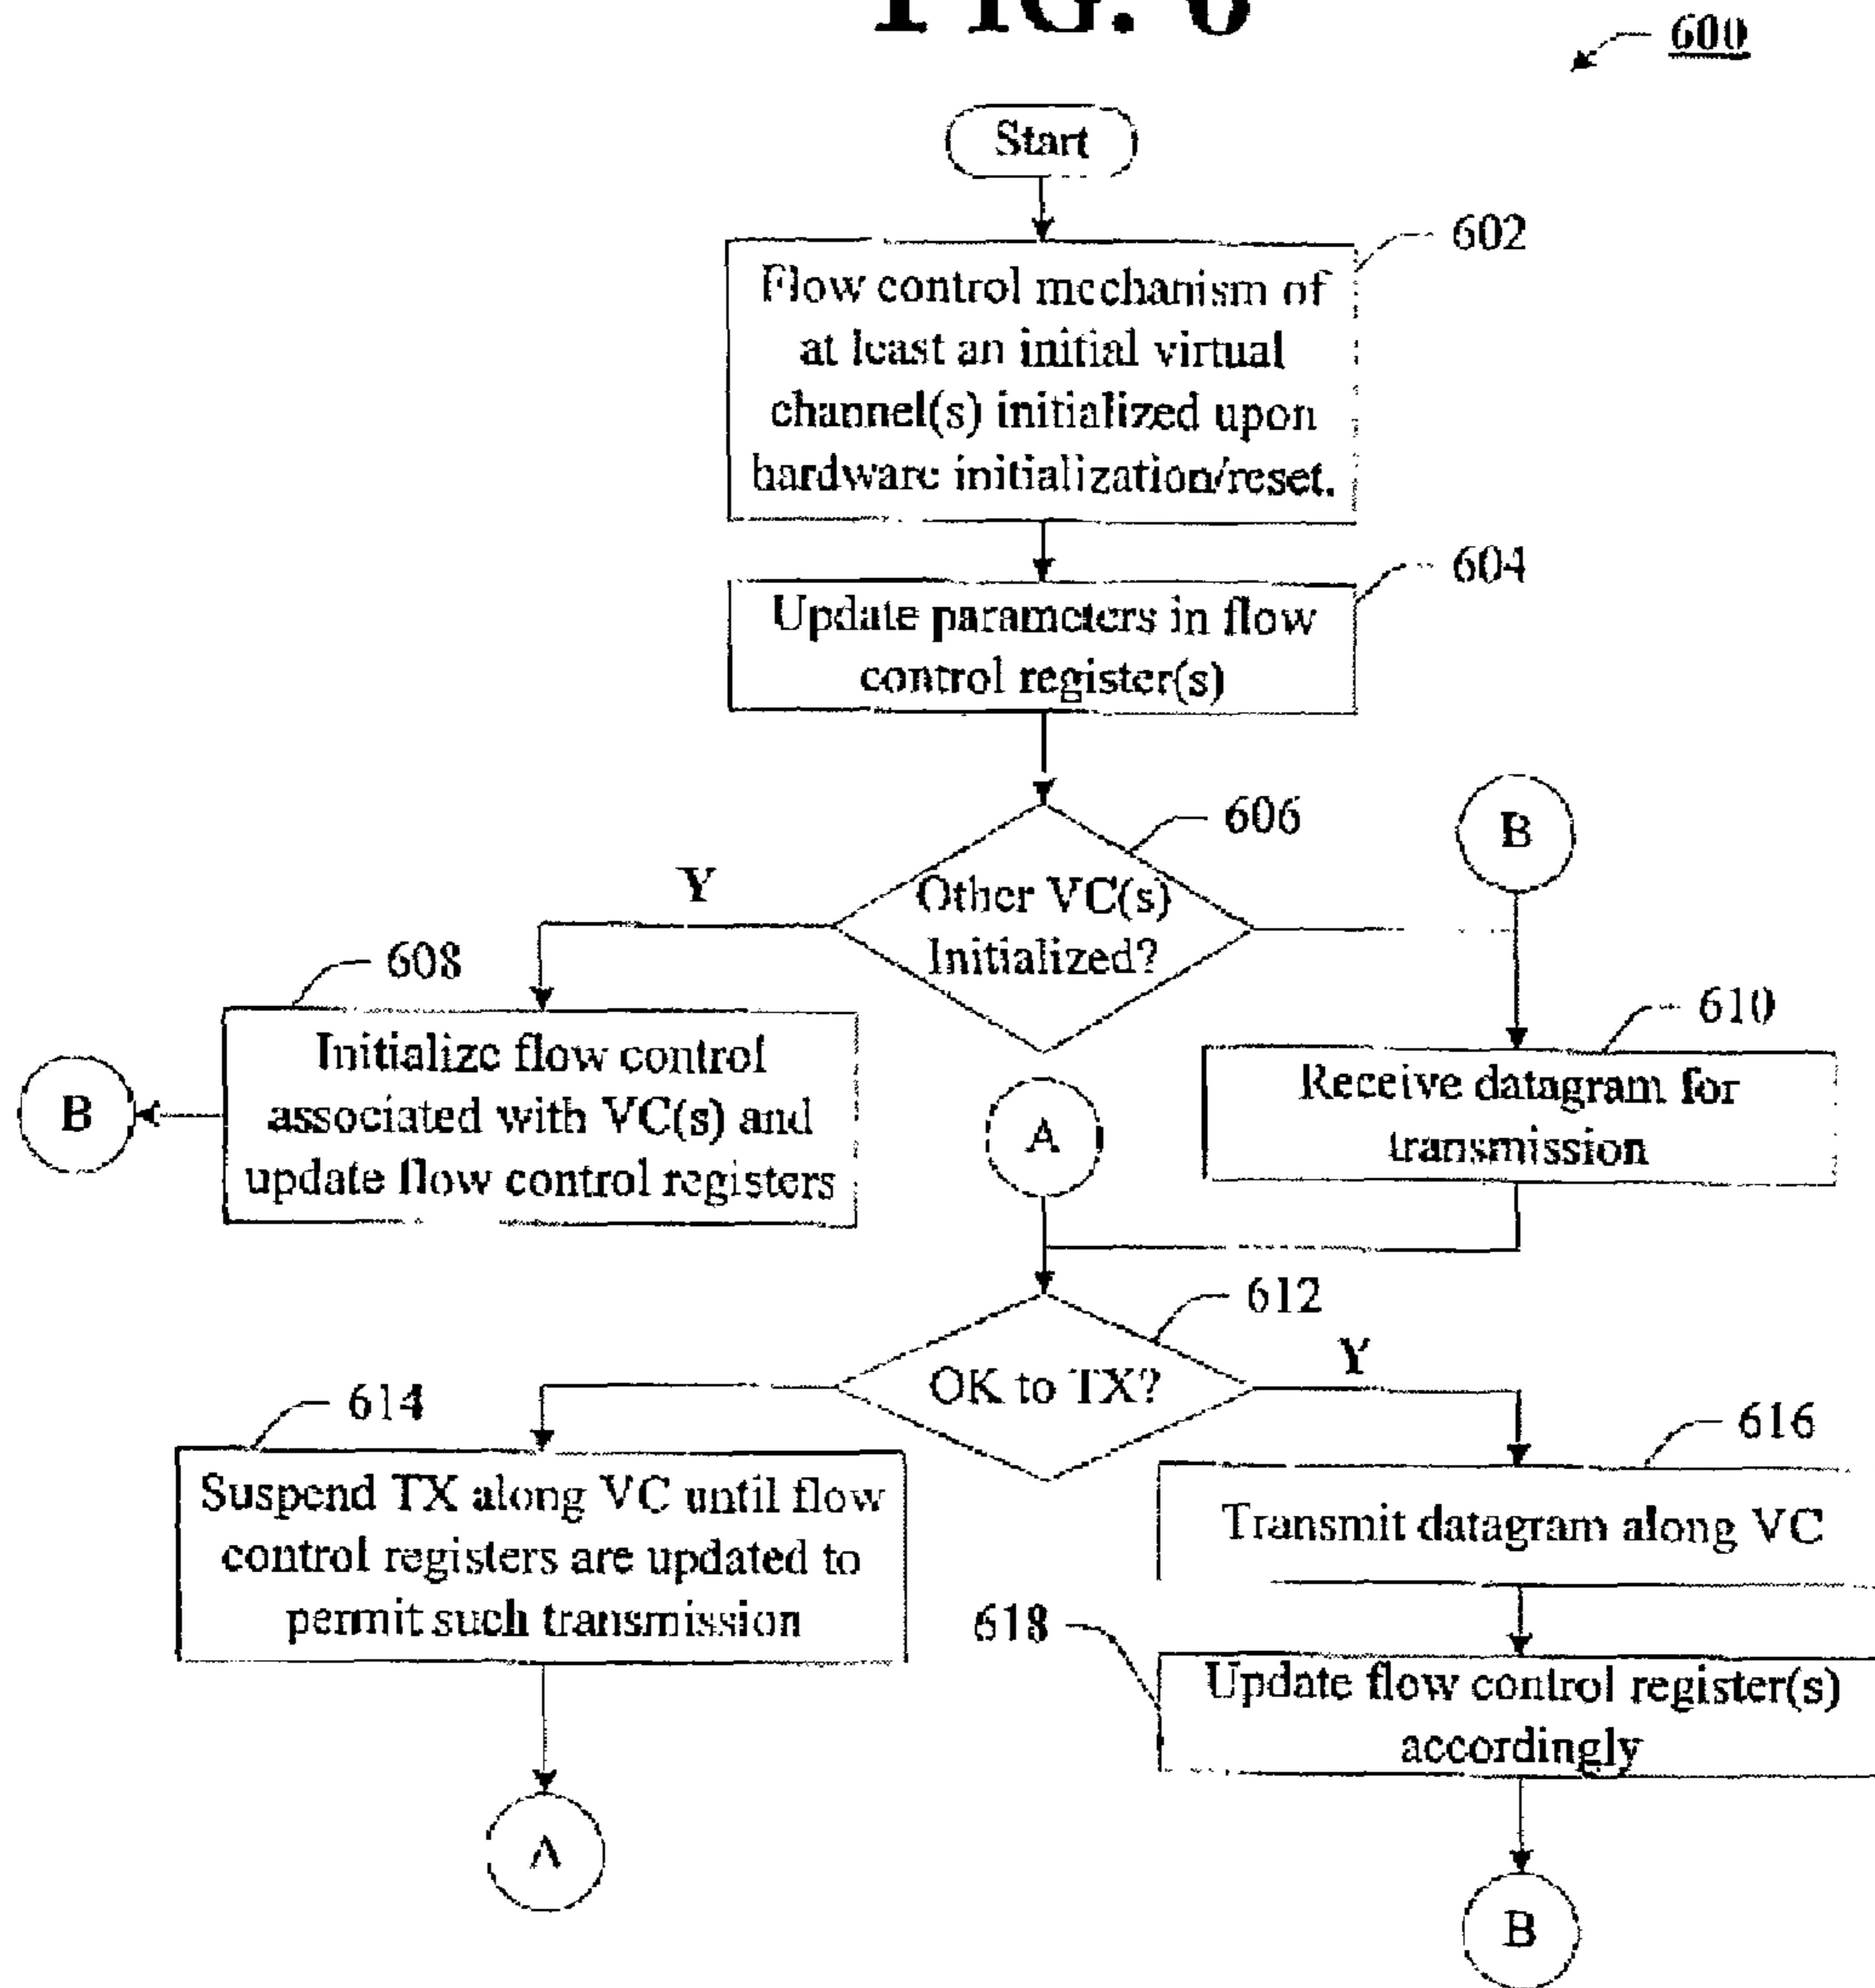 FIG. 6
600
Start
602
Flow control mechanism of
at least an initial virtual
channel(s) initialized upon
hardware initialization/reset.
604
Update parameters in flow
control register(s)
606
B
Y
Other VC(s)
Initialized?
608
610
Initialize flow control
associated with VC(s) and
update flow control registers
B
Receive datagram for
transmission
A
612
OK to TX?
Y
614
616
Suspend TX along VC until flow
control registers are updated to
permit such transmission
Transmit datagram along VC
618
Update flow control register(s)
accordingly
A
B